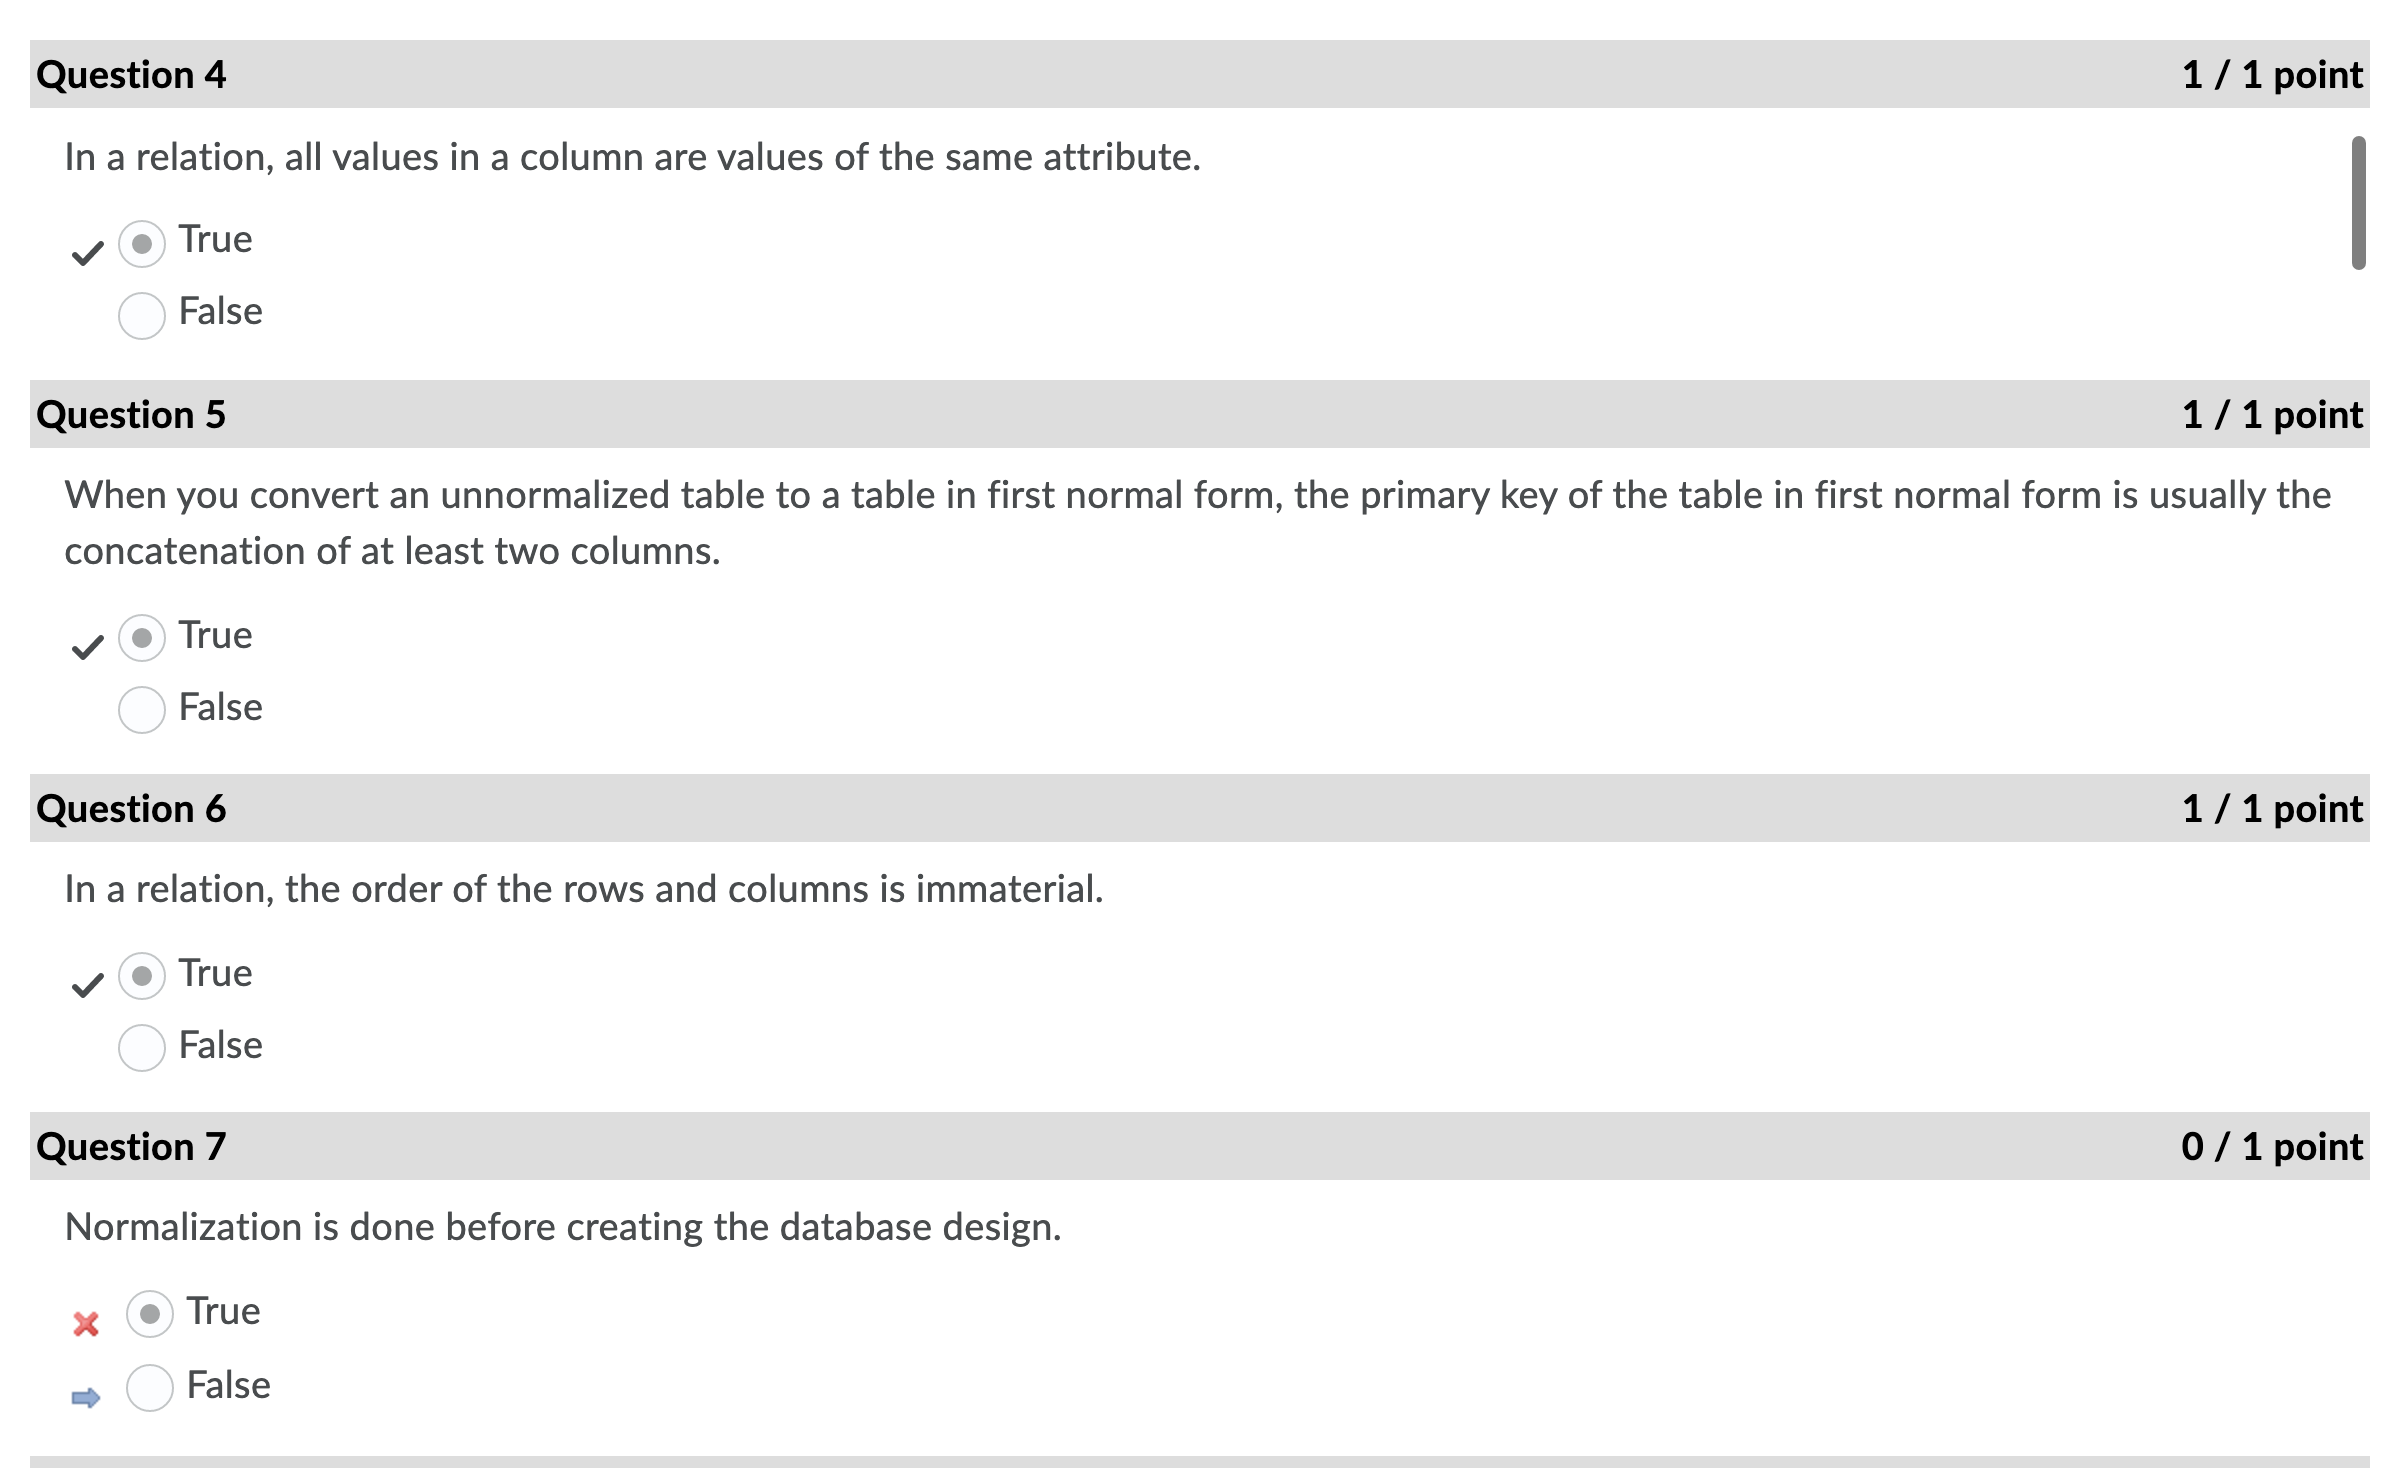 Question 4 1 / 1 point
In a relation, all values in a column are values of the same attribute.
True
False
Question 5 1 / 1 point
When you convert an unnormalized table to a table in first normal form, the primary key of the table in first normal form is usually the
concatenation of at least two columns.
True
False
Question 6 1 / 1 point
In a relation, the order of the rows and columns is immaterial.
True
False
Question 7 0 / 1 point
Normalization is done before creating the database design.
True
False